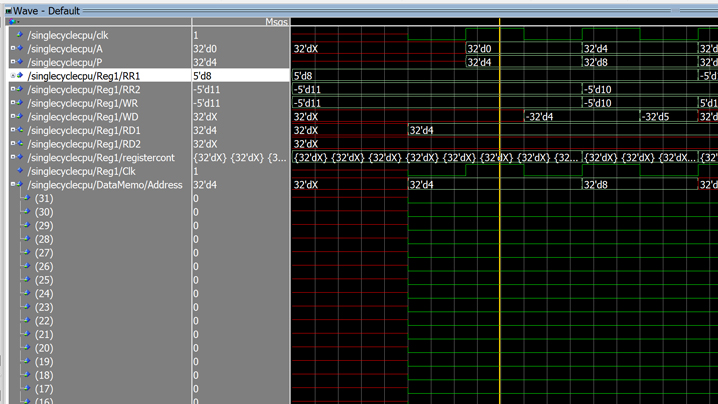 Wave - Default
Msgs
/singlecyclecpu/clk 1
/singlecyclecpu/A 32'd0 32'dX 32'd0 32'd4 32'd
/singlecyclecpu/P 32'd4 32'd4 32'd8 32'd
/singlecyclecpu/Reg1/RR1 5'd8 5'd8 -5'd
/singlecyclecpu/Reg1/RR2 -5'd11 -5'd11 -5'd10
/singlecyclecpu/Reg1/WR -5'd11 -5'd11 -5'd10 5'd1
/singlecyclecpu/Reg1/WD 32'dX 32'dX -32'd4 -32'd5 32'd
/singlecyclecpu/Reg1/RD1 32'd4 32'dX 32'd4
/singlecyclecpu/Reg1/RD2 32'dX 32'dX
/singlecyclecpu/Reg1/registercont {32'dX} {32'dX} {3... {32'dX} {32'dX} {32'dX} {32'dX} {32'dX} {32'dX} {32'dX} {32... {32'dX} {32'dX} {32'dX... {32'd
/singlecyclecpu/Reg1/Clk 1
/singlecyclecpu/DataMemo/Address 32'd4 32'dX 32'd4 32'd8 32'd
(31) 0
(30) 0
(29) 0
(28) 0
(27) 0
(26) 0
(25) 0
(24) 0
(23) 0
(22) 0
(21) 0
(20) 0
(19) 0
(18) 0
(17) 0
(16) 0